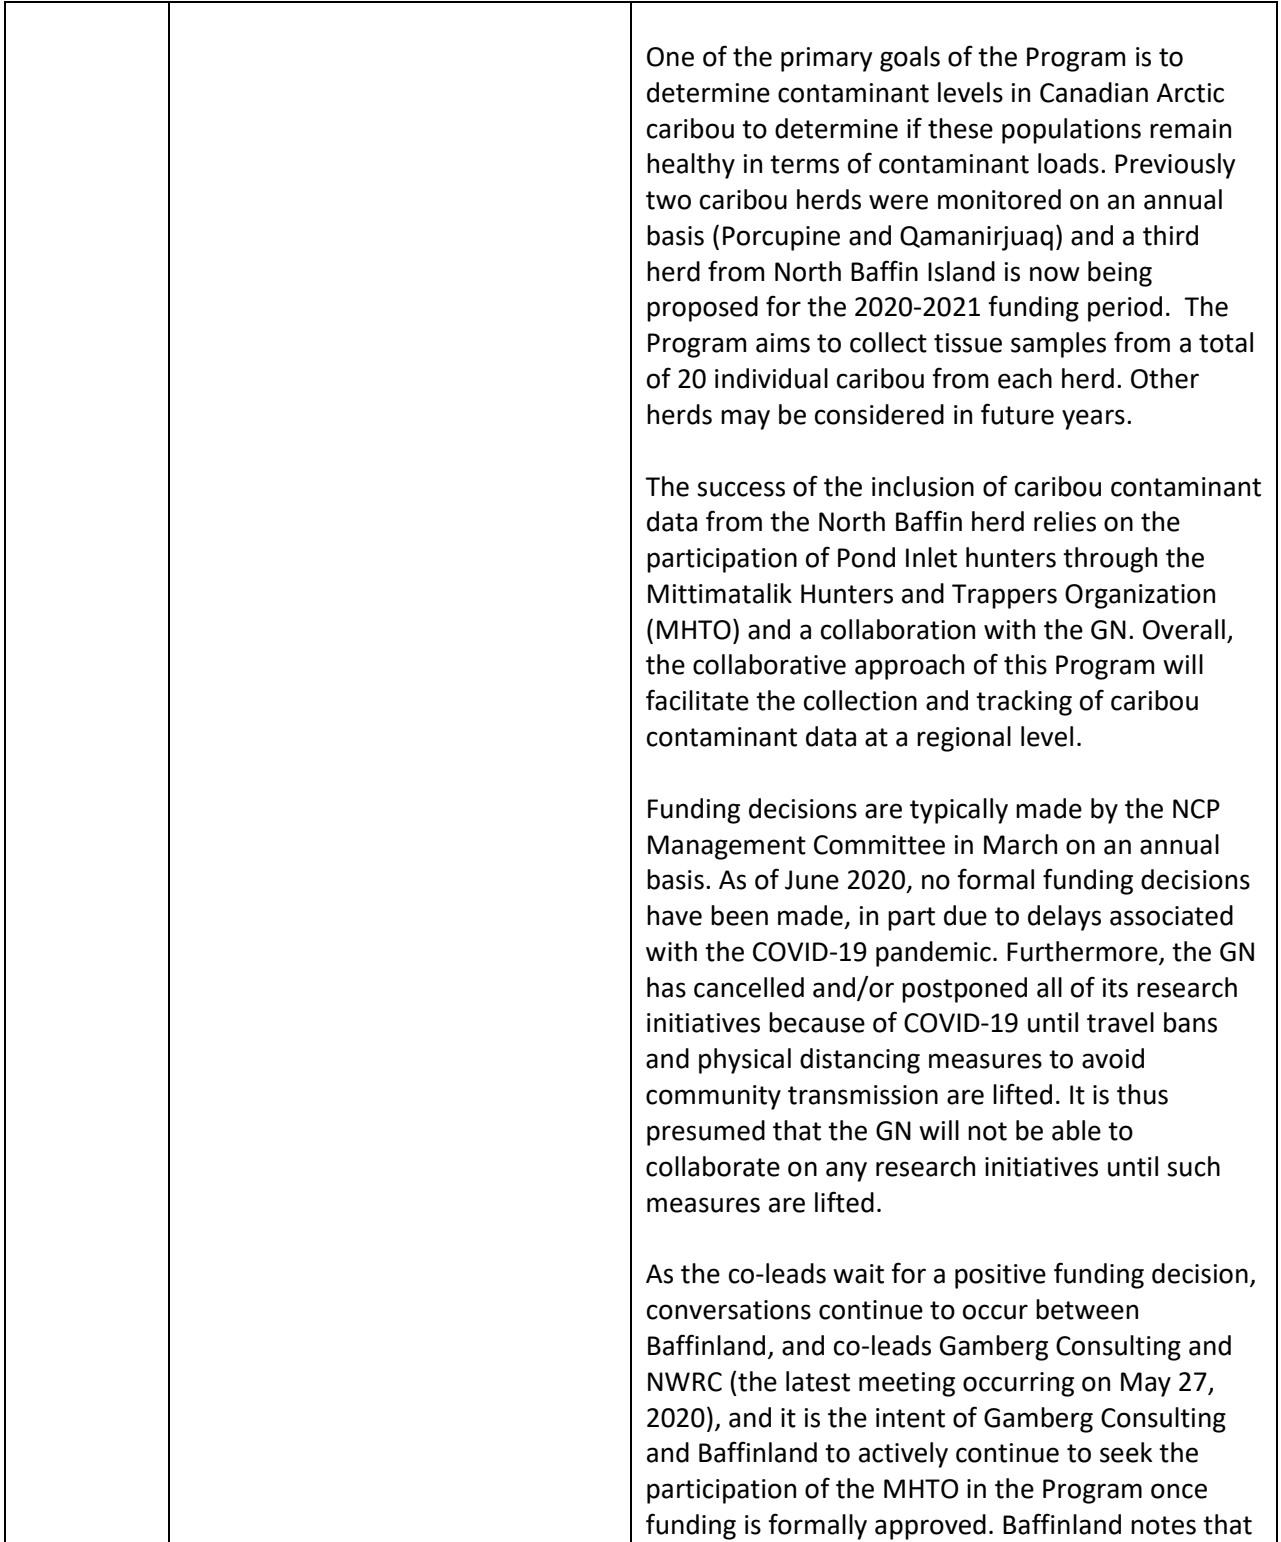 One of the primary goals of the Program is to
determine contaminant levels in Canadian Arctic
caribou to determine if these populations remain
healthy in terms of contaminant loads. Previously
two caribou herds were monitored on an annual
basis (Porcupine and Qamanirjuaq) and a third
herd from North Baffin Island is now being
proposed for the 2020-2021 funding period.  The
Program aims to collect tissue samples from a total
of 20 individual caribou from each herd. Other
herds may be considered in future years.

The success of the inclusion of caribou contaminant
data from the North Baffin herd relies on the
participation of Pond Inlet hunters through the
Mittimatalik Hunters and Trappers Organization
(MHTO) and a collaboration with the GN. Overall,
the collaborative approach of this Program will
facilitate the collection and tracking of caribou
contaminant data at a regional level.

Funding decisions are typically made by the NCP
Management Committee in March on an annual
basis. As of June 2020, no formal funding decisions
have been made, in part due to delays associated
with the COVID-19 pandemic. Furthermore, the GN
has cancelled and/or postponed all of its research
initiatives because of COVID-19 until travel bans
and physical distancing measures to avoid
community transmission are lifted. It is thus
presumed that the GN will not be able to
collaborate on any research initiatives until such
measures are lifted.

As the co-leads wait for a positive funding decision,
conversations continue to occur between
Baffinland, and co-leads Gamberg Consulting and
NWRC (the latest meeting occurring on May 27,
2020), and it is the intent of Gamberg Consulting
and Baffinland to actively continue to seek the
participation of the MHTO in the Program once
funding is formally approved. Baffinland notes that